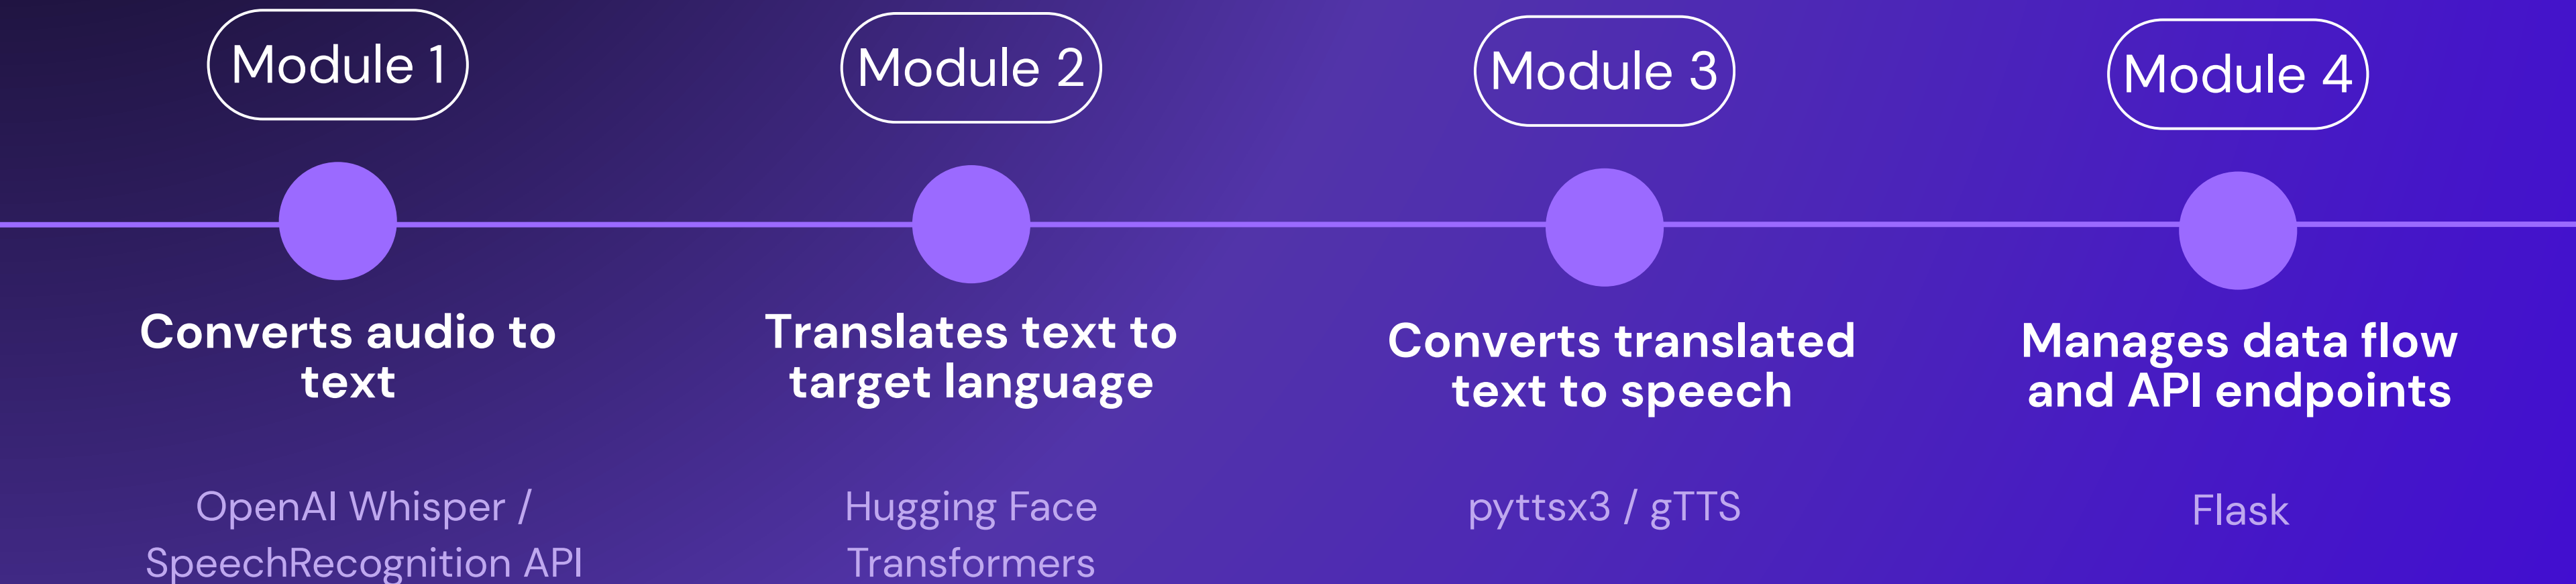 Module 1
Module 2
Module 3
Module 4
Converts audio to
text
Translates text to
target language
Converts translated
text to speech
Manages data flow
and API endpoints
OpenAI Whisper /
SpeechRecognition API
Hugging Face
Transformers
pyttsx3 / gTTS
Flask